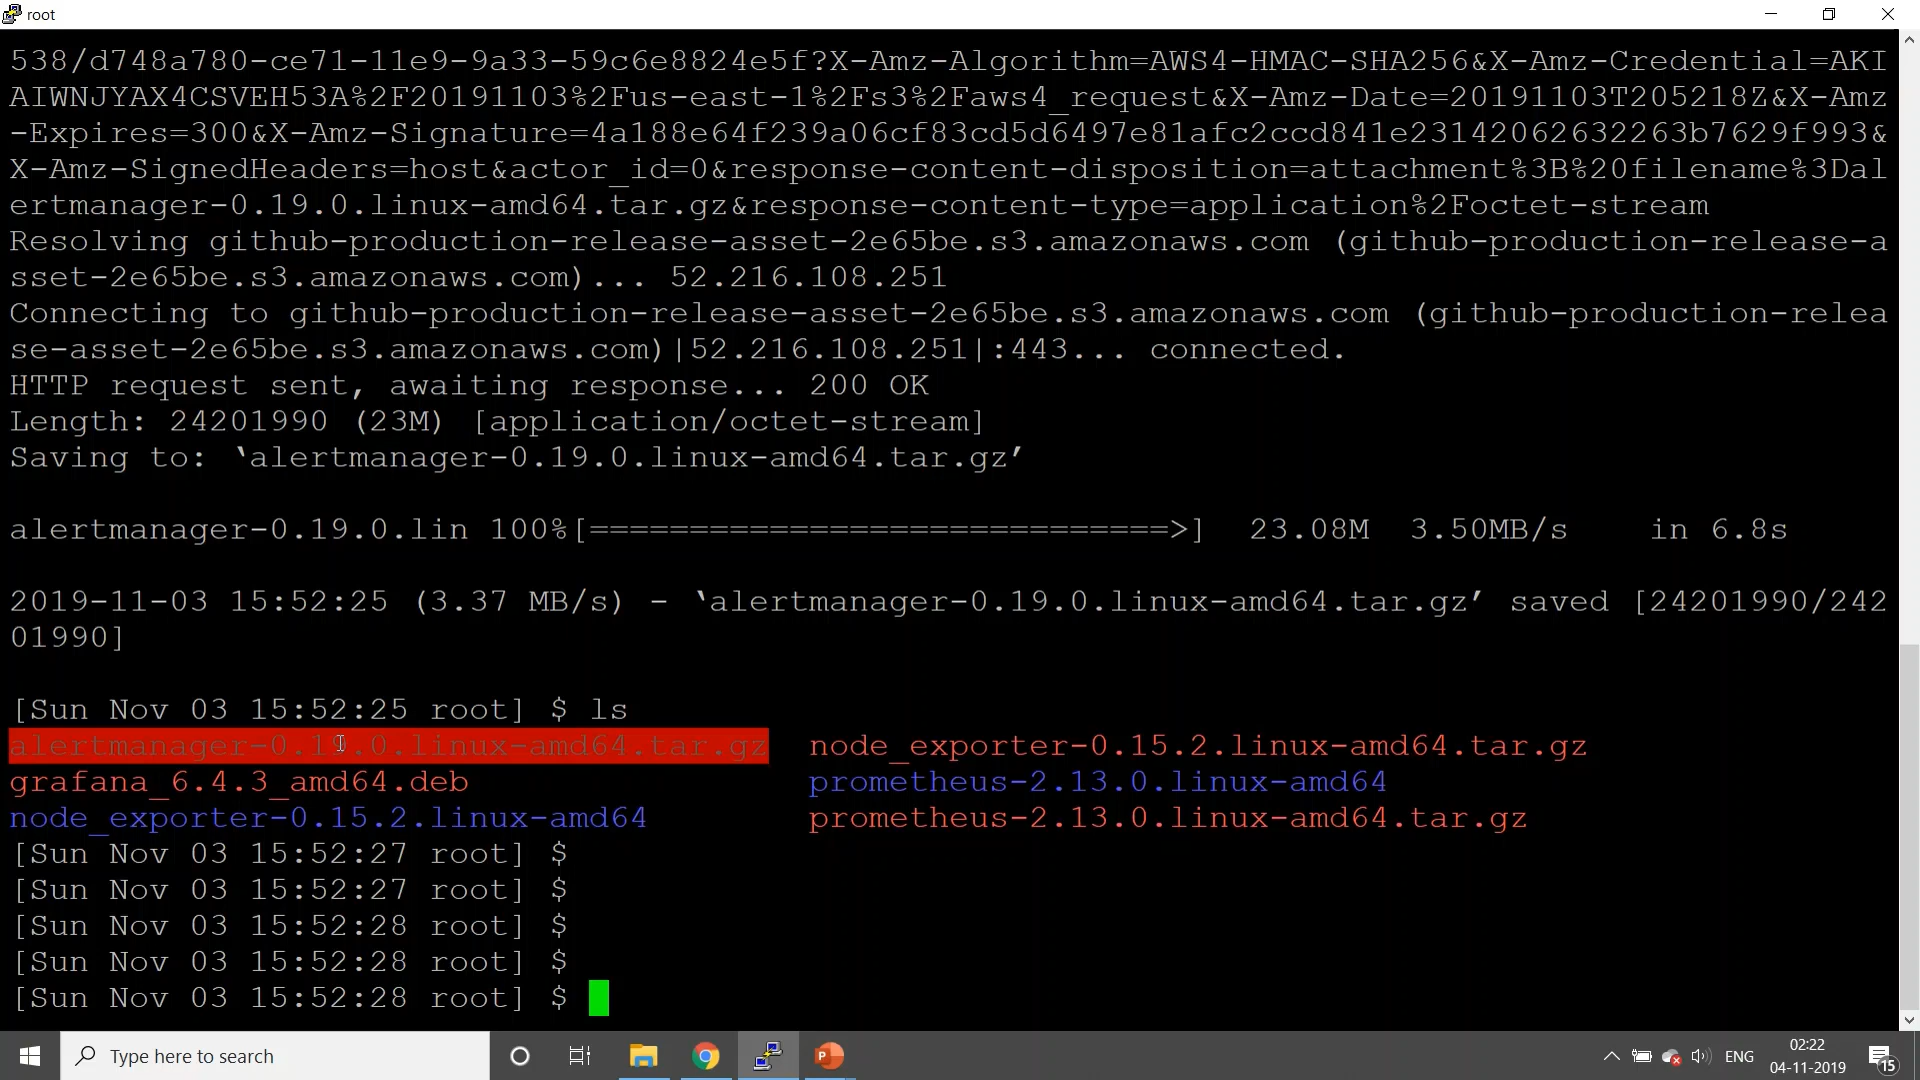 root
538/d748a780-ce71-11e9-9a33-59c6e8824e5f?X-Amz-Algorithm=AWS4-HMAC-SHA256&X-Amz-Credential=AKI
AIWNJYAX4CSVEH53A%2F20191103%2Fus-east-1%2Fs3%2Faws4_request&X-Amz-Date=20191103T205218Z&X-Amz
-Expires=300&X-Amz-Signature=4a188e64f239a06cf83cd5d6497e81afc2ccd841e23142062632263b7629f993&
X-Amz-SignedHeaders=host&actor_id=0&response-content-disposition=attachment%3B%20filename%3Dal
ertmanager-0.19.0.linux-amd64.tar.gz&response-content-type=application%2Foctet-stream
Resolving github-production-release-asset-2e65be.s3.amazonaws.com (github-production-release-a
sset-2e65be.s3.amazonaws.com)... 52.216.108.251
Connecting to github-production-release-asset-2e65be.s3.amazonaws.com (github-production-relea
se-asset-2e65be.s3.amazonaws.com)|52.216.108.251|:443... connected.
HTTP request sent, awaiting response... 200 OK
Length: 24201990 (23M) [application/octet-stream]
Saving to: ‘alertmanager-0.19.0.linux-amd64.tar.gz’
alertmanager-0.19.0.lin 100%[=============================>]  23.08M  3.50MB/s    in 6.8s
2019-11-03 15:52:25 (3.37 MB/s) - ‘alertmanager-0.19.0.linux-amd64.tar.gz’ saved [24201990/242
01990]
[Sun Nov 03 15:52:25 root] $ ls
alertmanager-0.19.0.linux-amd64.tar.gz  node_exporter-0.15.2.linux-amd64.tar.gz
grafana_6.4.3_amd64.deb  prometheus-2.13.0.linux-amd64
node_exporter-0.15.2.linux-amd64  prometheus-2.13.0.linux-amd64.tar.gz
[Sun Nov 03 15:52:27 root] $
[Sun Nov 03 15:52:27 root] $
[Sun Nov 03 15:52:28 root] $
[Sun Nov 03 15:52:28 root] $
[Sun Nov 03 15:52:28 root] $
Type here to search
ENG
02:22
04-11-2019
15